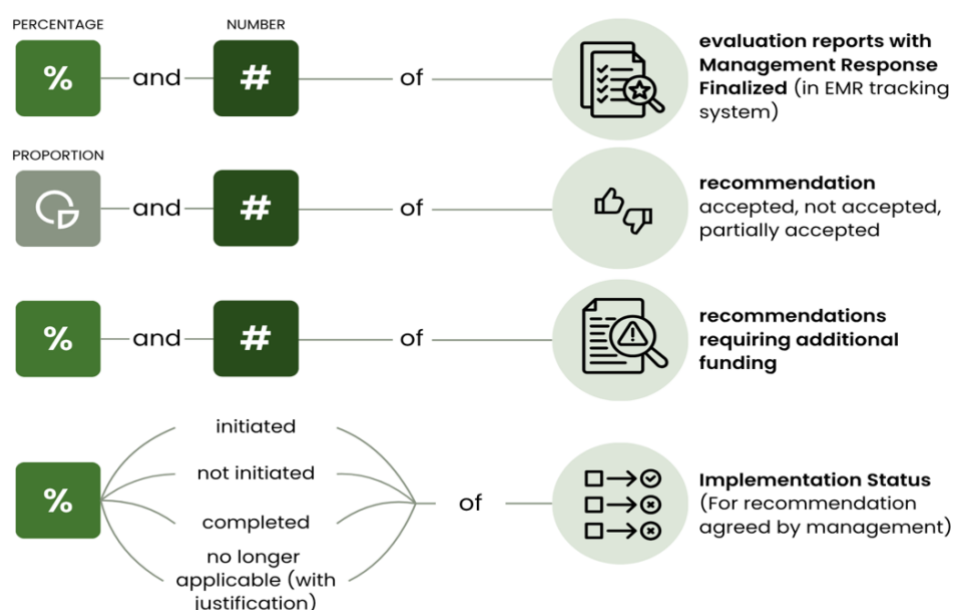 PERCENTAGE
NUMBER
%
and
#
of
evaluation reports with
Management Response
Finalized (in EMR tracking
system)
PROPORTION
and
#
of
recommendation
accepted, not accepted,
partially accepted
%
and
#
of
recommendations
requiring additional
funding
%
initiated
not initiated
completed
no longer
applicable (with
justification)
of
Implementation Status
(For recommendation
agreed by management)